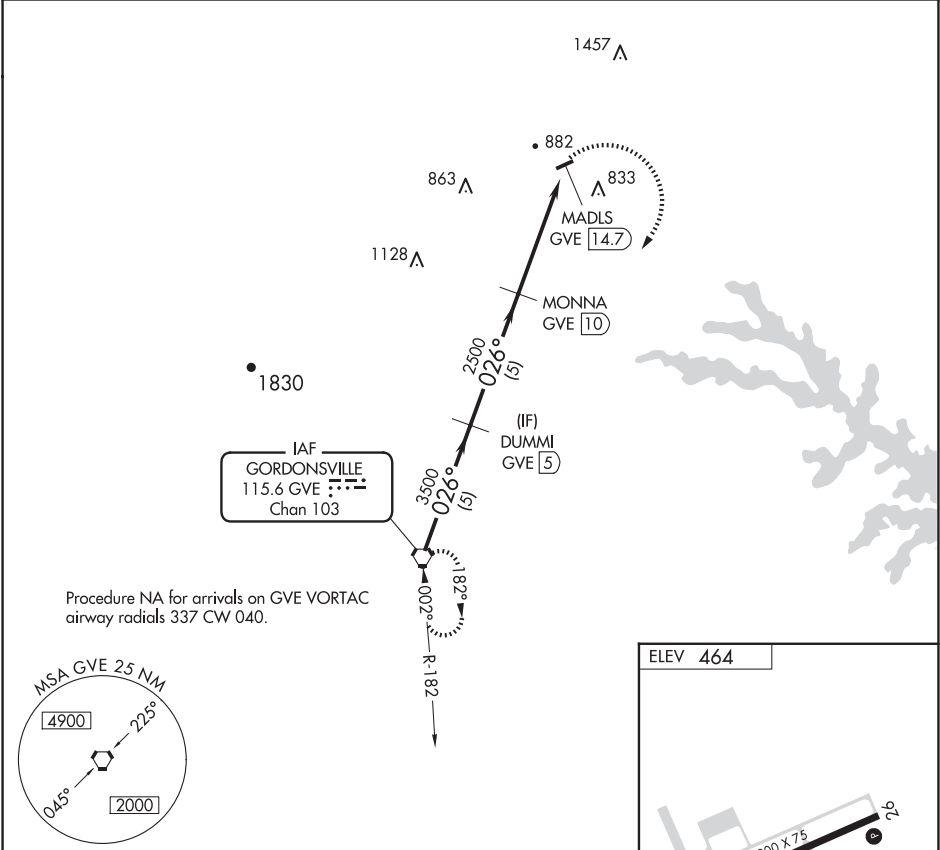 1457
882
863
833
MADLS
GVE 14.7
1128
MONNA
GVE 10
2500
026°
(5)
1830
(IF)
DUMMI
GVE 5
IAF
GORDONSVILLE
115.6 GVE
Chan 103
3500
026°
(5)
182°
002°
R-182
Procedure NA for arrivals on GVE VORTAC
airway radials 337 CW 040.
MSA GVE 25 NM
4900
225°
045°
2000
ELEV 464
26
P
X 75